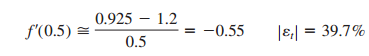 f′(0.5) ≅ (0.925 − 1.2) / 0.5 = −0.55    |εₜ| = 39.7%